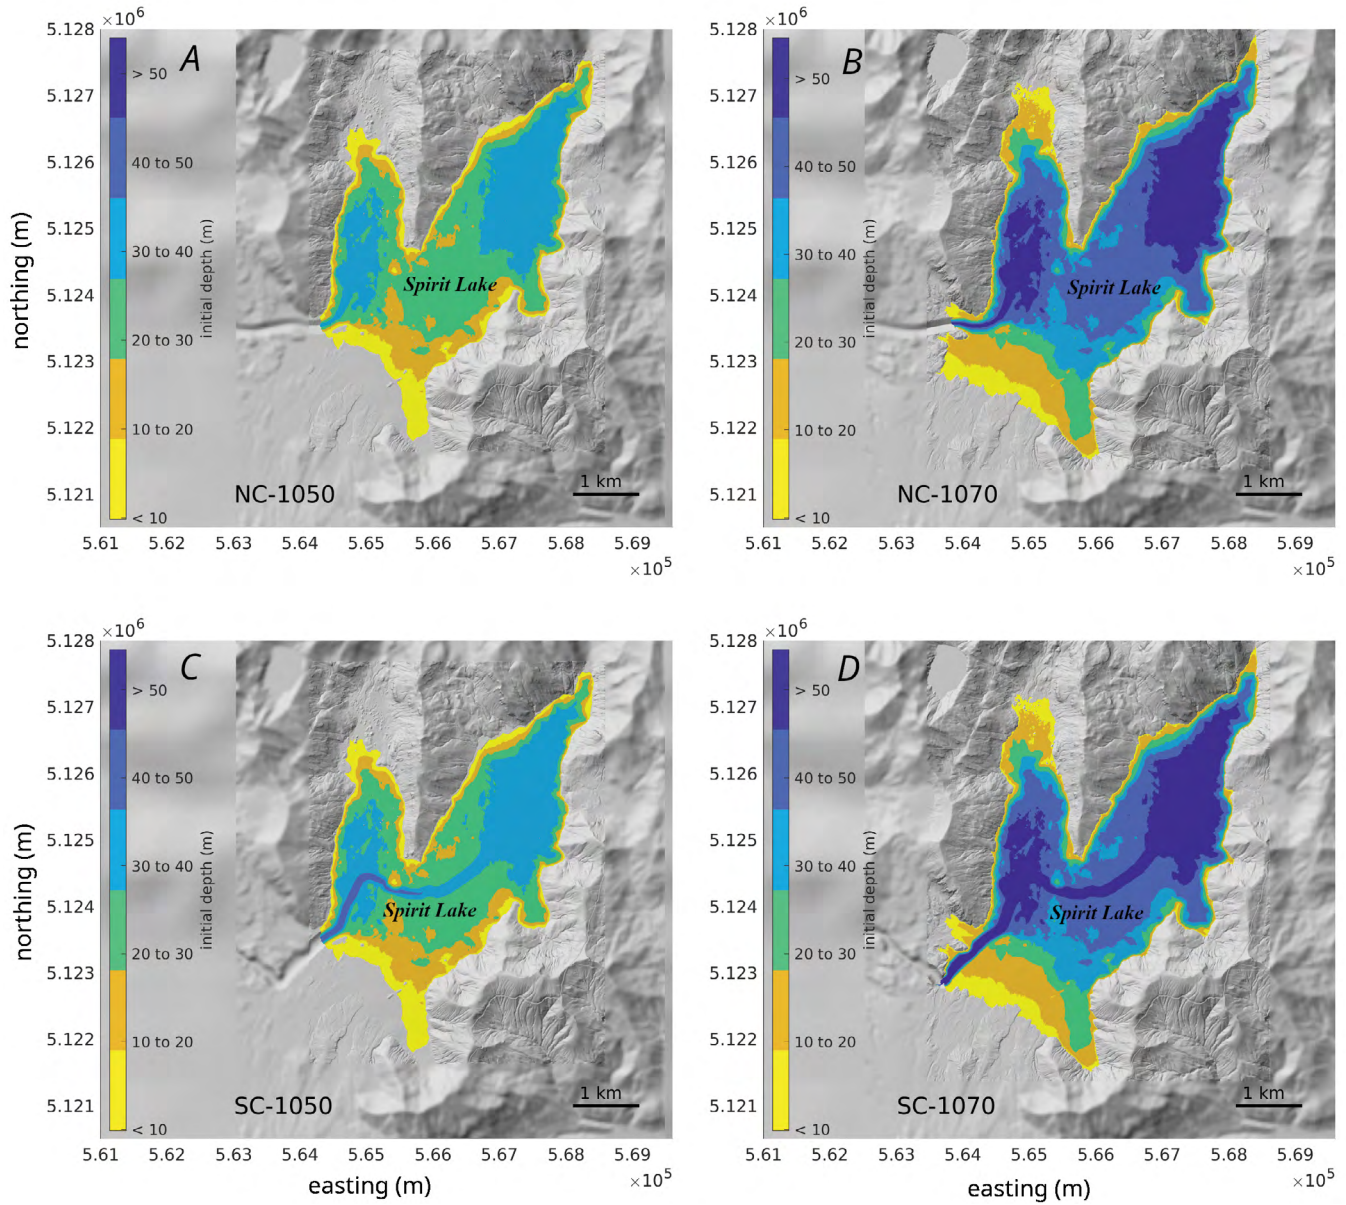 ×10⁶
5.128
5.127
5.126
5.125
5.124
5.123
5.122
5.121
northing (m)
> 50
40 to 50
30 to 40
20 to 30
10 to 20
< 10
initial depth (m)
A
Spirit Lake
NC-1050
1 km
5.61 5.62 5.63 5.64 5.65 5.66 5.67 5.68 5.69
×10⁵
×10⁶
5.128
5.127
5.126
5.125
5.124
5.123
5.122
5.121
> 50
40 to 50
30 to 40
20 to 30
10 to 20
< 10
initial depth (m)
B
Spirit Lake
NC-1070
1 km
5.61 5.62 5.63 5.64 5.65 5.66 5.67 5.68 5.69
×10⁵
×10⁶
5.128
5.127
5.126
5.125
5.124
5.123
5.122
5.121
northing (m)
> 50
40 to 50
30 to 40
20 to 30
10 to 20
< 10
initial depth (m)
C
Spirit Lake
SC-1050
1 km
5.61 5.62 5.63 5.64 5.65 5.66 5.67 5.68 5.69
×10⁵
easting (m)
×10⁶
5.128
5.127
5.126
5.125
5.124
5.123
5.122
5.121
> 50
40 to 50
30 to 40
20 to 30
10 to 20
< 10
initial depth (m)
D
Spirit Lake
SC-1070
1 km
5.61 5.62 5.63 5.64 5.65 5.66 5.67 5.68 5.69
×10⁵
easting (m)